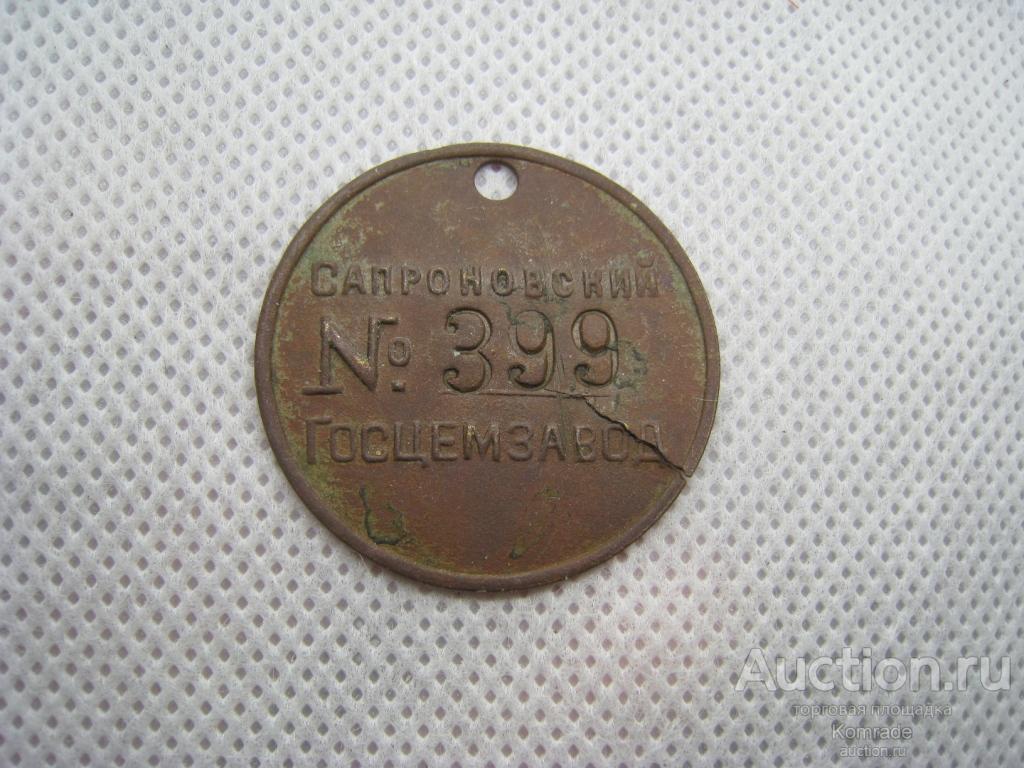 Сапроновский
№ 399
Госцемзавод
Auction.ru
торговая площадка
Komrade
auction.ru